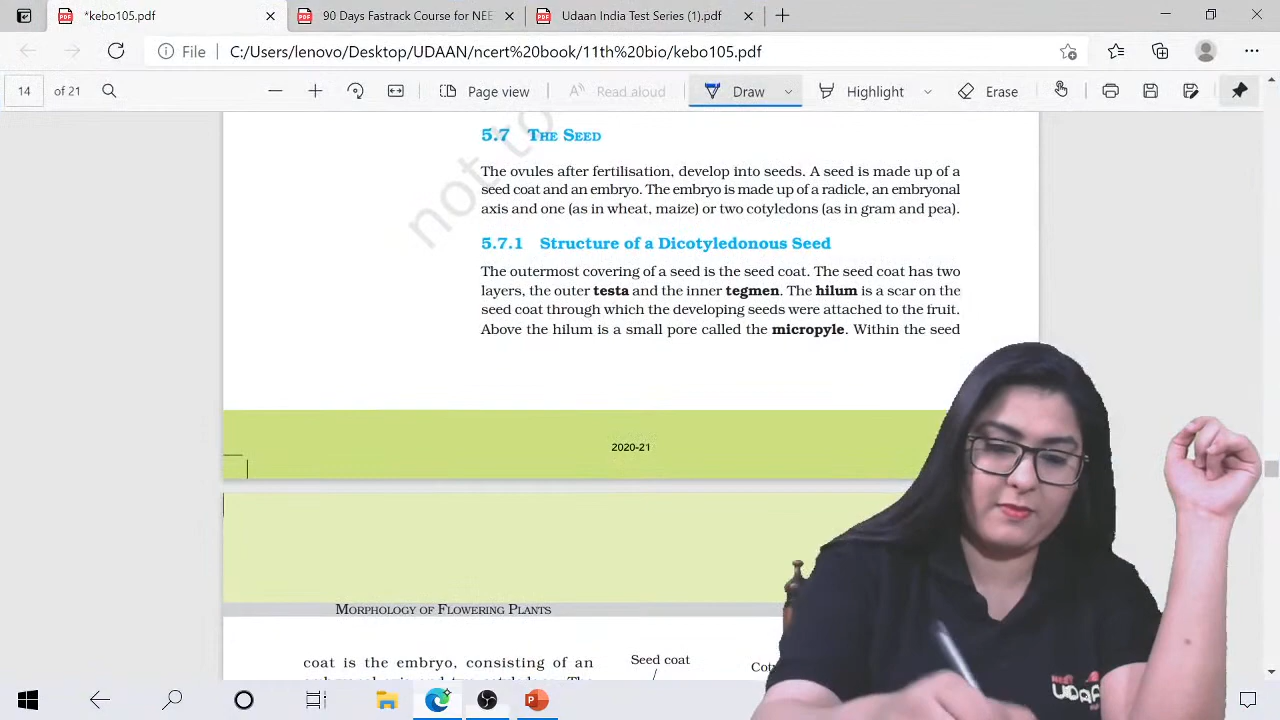 *kebo105.pdf
90 Days Fastrack Course for NEE
Udaan India International (2).pdf
File
C:/Users/lenovo/Desktop/UDAAN/ncert%20book/11th%20bio/kebo105.pdf
14 of 21
Page view
Read aloud
Draw
Highlight
Erase
not to
5.7 THE SEED
The ovules after fertilisation, develop into seeds. A seed is made up of a
seed coat and an embryo. The embryo is made up of a radicle, an embryonal
axis and one (as in wheat, maize) or two cotyledons (as in gram and pea).
5.7.1 Structure of a Dicotyledonous Seed
The outermost covering of a seed is the seed coat. The seed coat has two
layers, the outer testa and the inner tegmen. The hilum is a scar on the
seed coat through which the developing seeds were attached to the fruit.
Above the hilum is a small pore called the micropyle. Within the seed
2020-21
MORPHOLOGY OF FLOWERING PLANTS
coat is the embryo, consisting of an
Seed coat